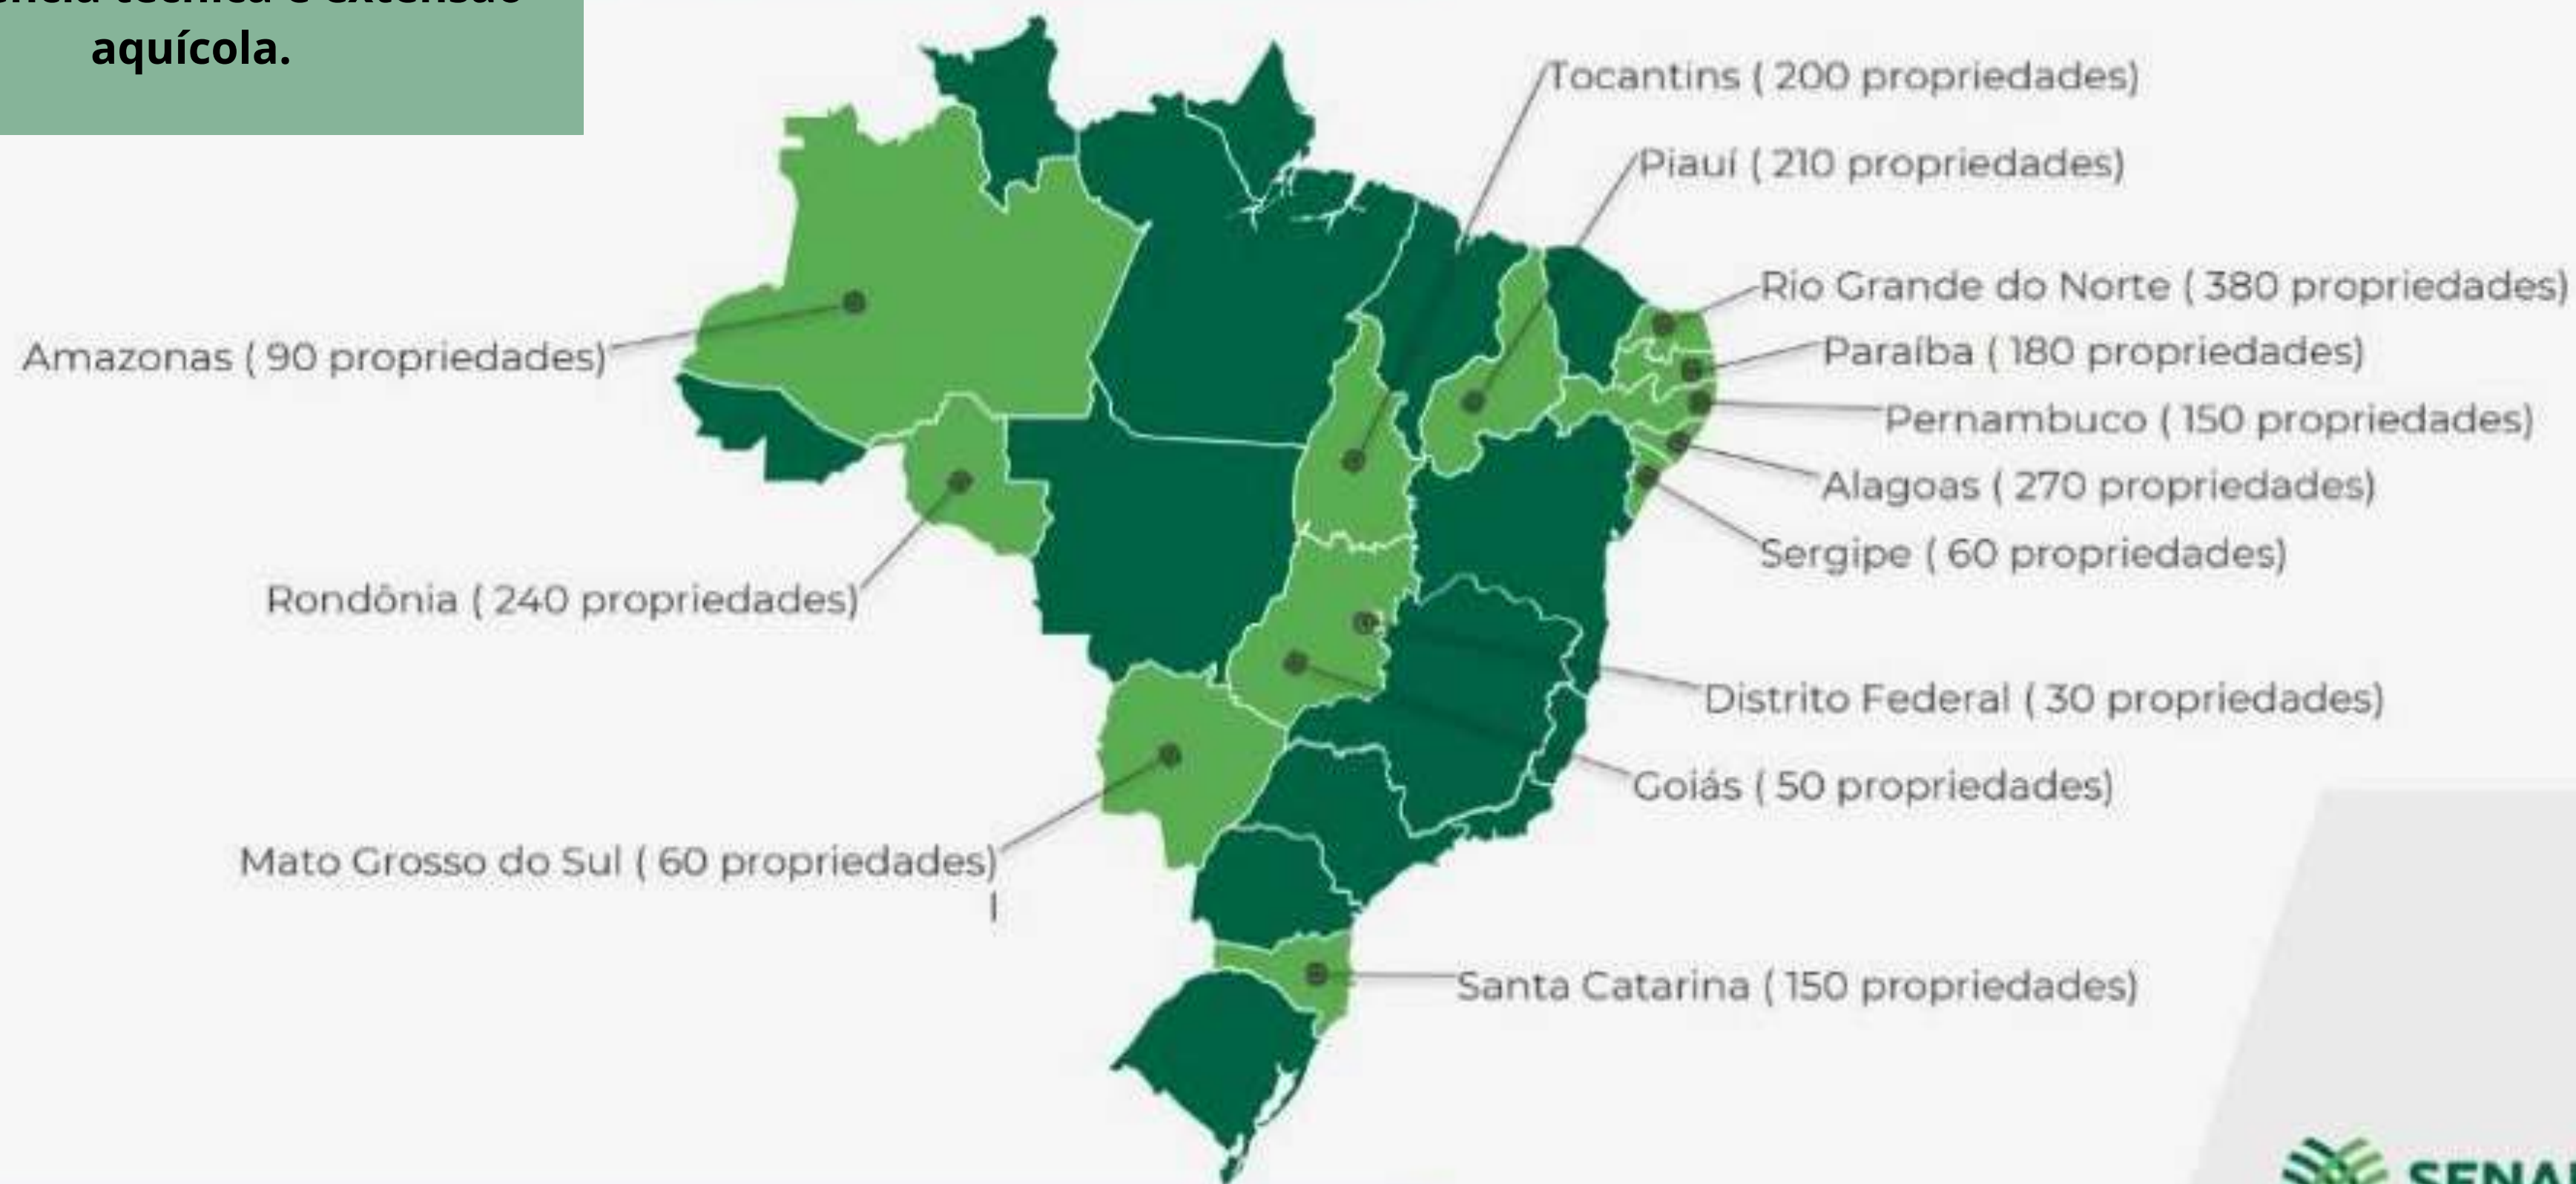 técnica e extensão
aquícola.
Tocantins ( 200 propriedades)
Piauí ( 210 propriedades)
Rio Grande do Norte ( 380 propriedades)
Paraíba ( 180 propriedades)
Pernambuco ( 150 propriedades)
Alagoas ( 270 propriedades)
Sergipe ( 60 propriedades)
Amazonas ( 90 propriedades)
Rondônia ( 240 propriedades)
Distrito Federal ( 30 propriedades)
Goiás ( 50 propriedades)
Mato Grosso do Sul ( 60 propriedades)
Santa Catarina ( 150 propriedades)